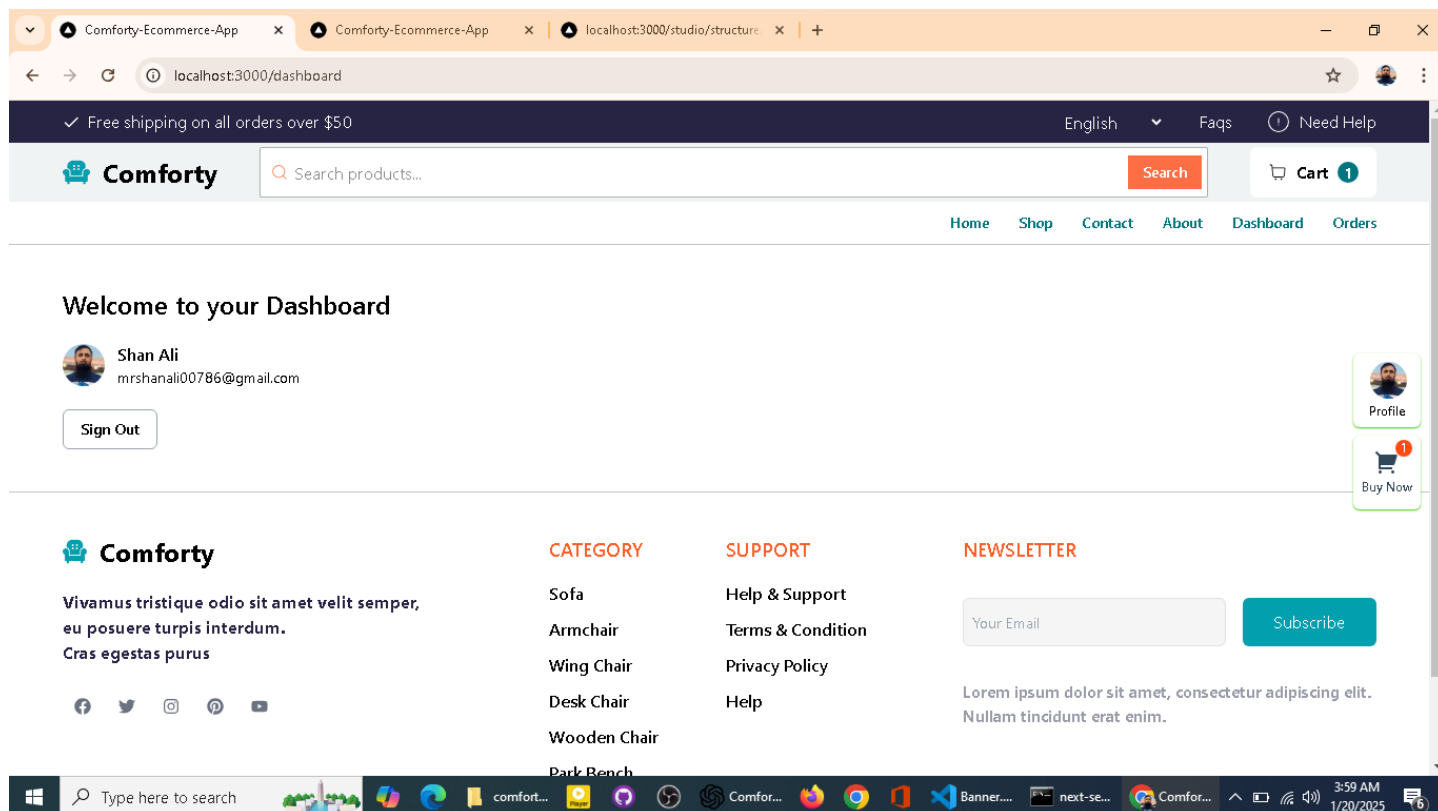 Comforty-Ecommerce-App
Comforty-Ecommerce-App
localhost:3000/studio/structure
localhost:3000/dashboard
Free shipping on all orders over $50
English
Faqs
Need Help
Comforty
Search products...
Search
Cart 1
Home Shop Contact About Dashboard Orders
Welcome to your Dashboard
Shan Ali
mrshanali00786@gmail.com
Sign Out
Profile
1
Buy Now
Comforty
Vivamus tristique odio sit amet velit semper,
eu posuere turpis interdum.
Cras egestas purus
CATEGORY
Sofa
Armchair
Wing Chair
Desk Chair
Wooden Chair
Park Bench
SUPPORT
Help & Support
Terms & Condition
Privacy Policy
Help
NEWSLETTER
Your Email
Subscribe
Lorem ipsum dolor sit amet, consectetur adipiscing elit.
Nullam tincidunt erat enim.
Type here to search
comfort...
Player
Comfor...
Banner....
next-se...
Comfor...
3:59 AM
1/20/2025
6